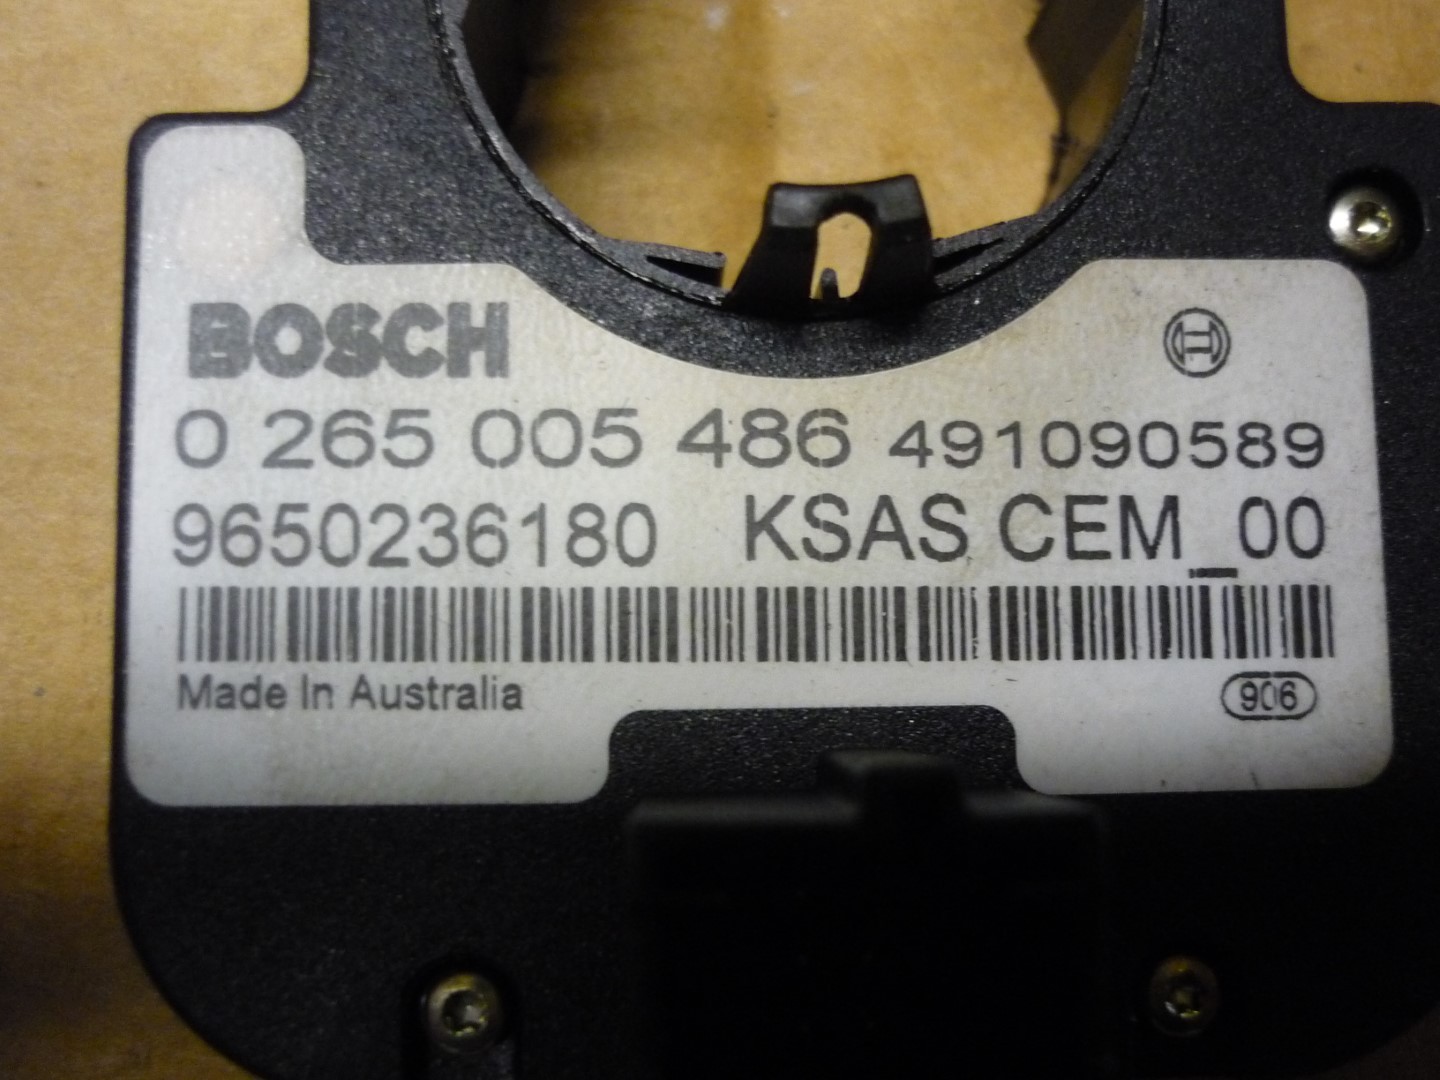 BOSCH
0 265 005 486 491090589
9650236180 KSAS CEM_00
Made In Australia
906